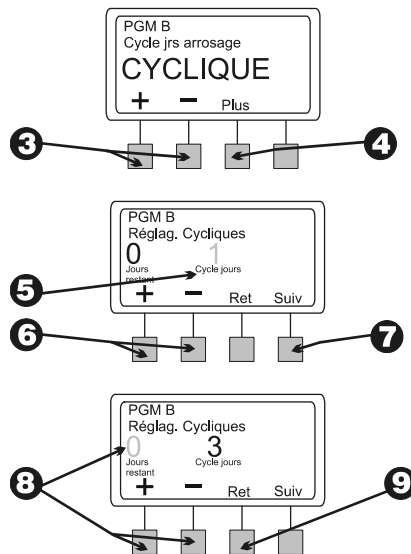 PGM B
Cycle jrs arrosage
CYCLIQUE
+ − Plus
3 4
PGM B
Réglag. Cycliques
0 1
Jours restant Cycle jours
5
+ − Ret Suiv
6 7
PGM B
Réglag. Cycliques
0 3
Jours restant Cycle jours
+ − Ret Suiv
8 9